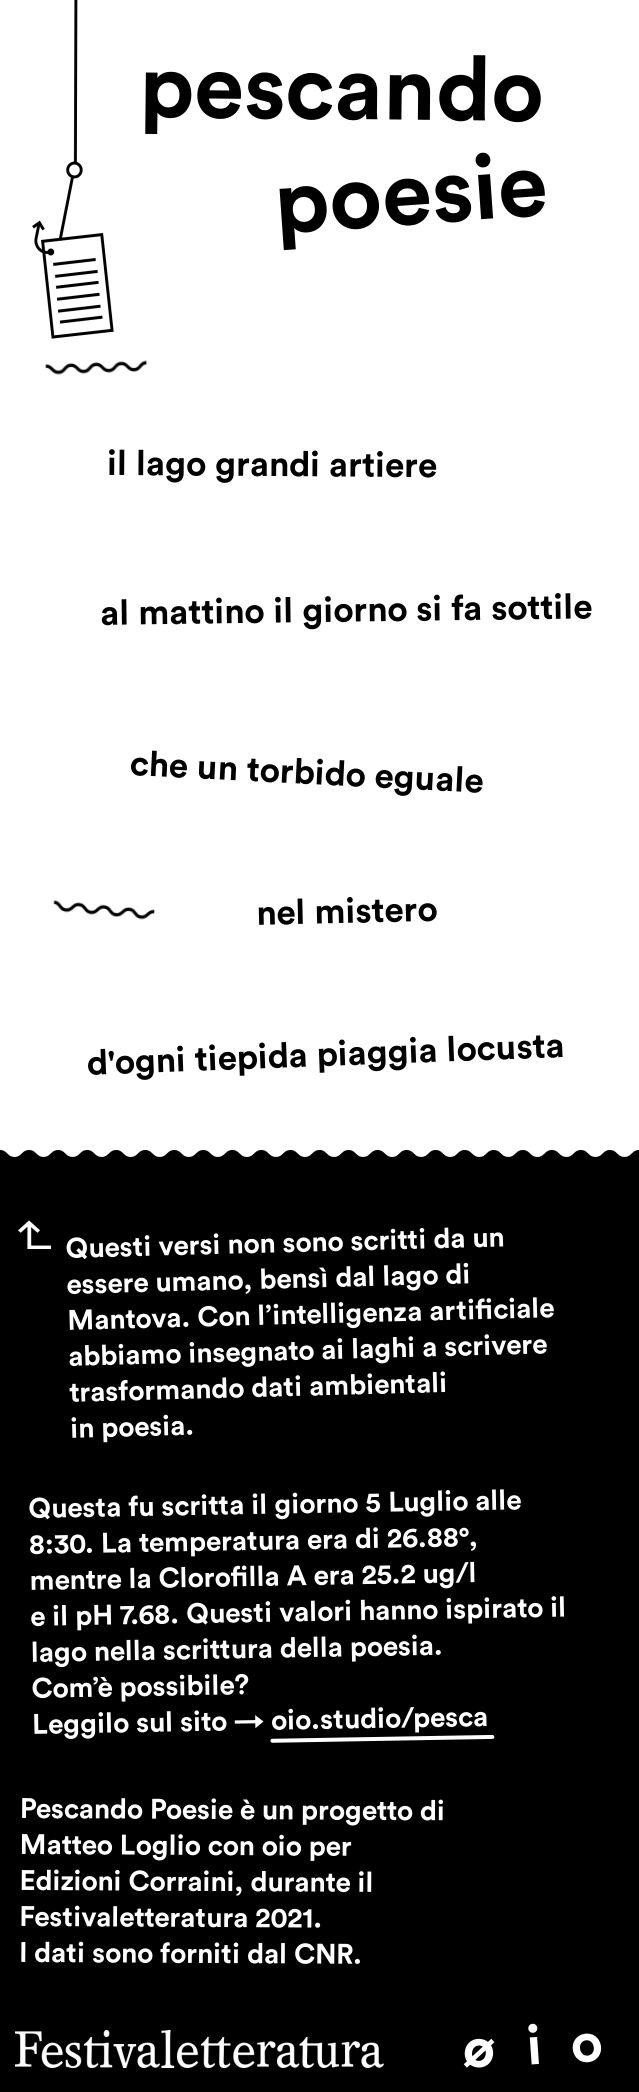 pescando
poesie
il lago grandi artiere
al mattino il giorno si fa sottile
che un torbido eguale
nel mistero
d'ogni tiepida piaggia locusta
Questi versi non sono scritti da un
essere umano, bensì dal lago di
Mantova. Con l’intelligenza artificiale
abbiamo insegnato ai laghi a scrivere
trasformando dati ambientali
in poesia.
Questa fu scritta il giorno 5 Luglio alle
8:30. La temperatura era di 26.88°,
mentre la Clorofilla A era 25.2 ug/l
e il pH 7.68. Questi valori hanno ispirato il
lago nella scrittura della poesia.
Com’è possibile?
Leggilo sul sito → oio.studio/pesca
Pescando Poesie è un progetto di
Matteo Loglio con oio per
Edizioni Corraini, durante il
Festivaletteratura 2021.
I dati sono forniti dal CNR.
Festivaletteratura ø i o